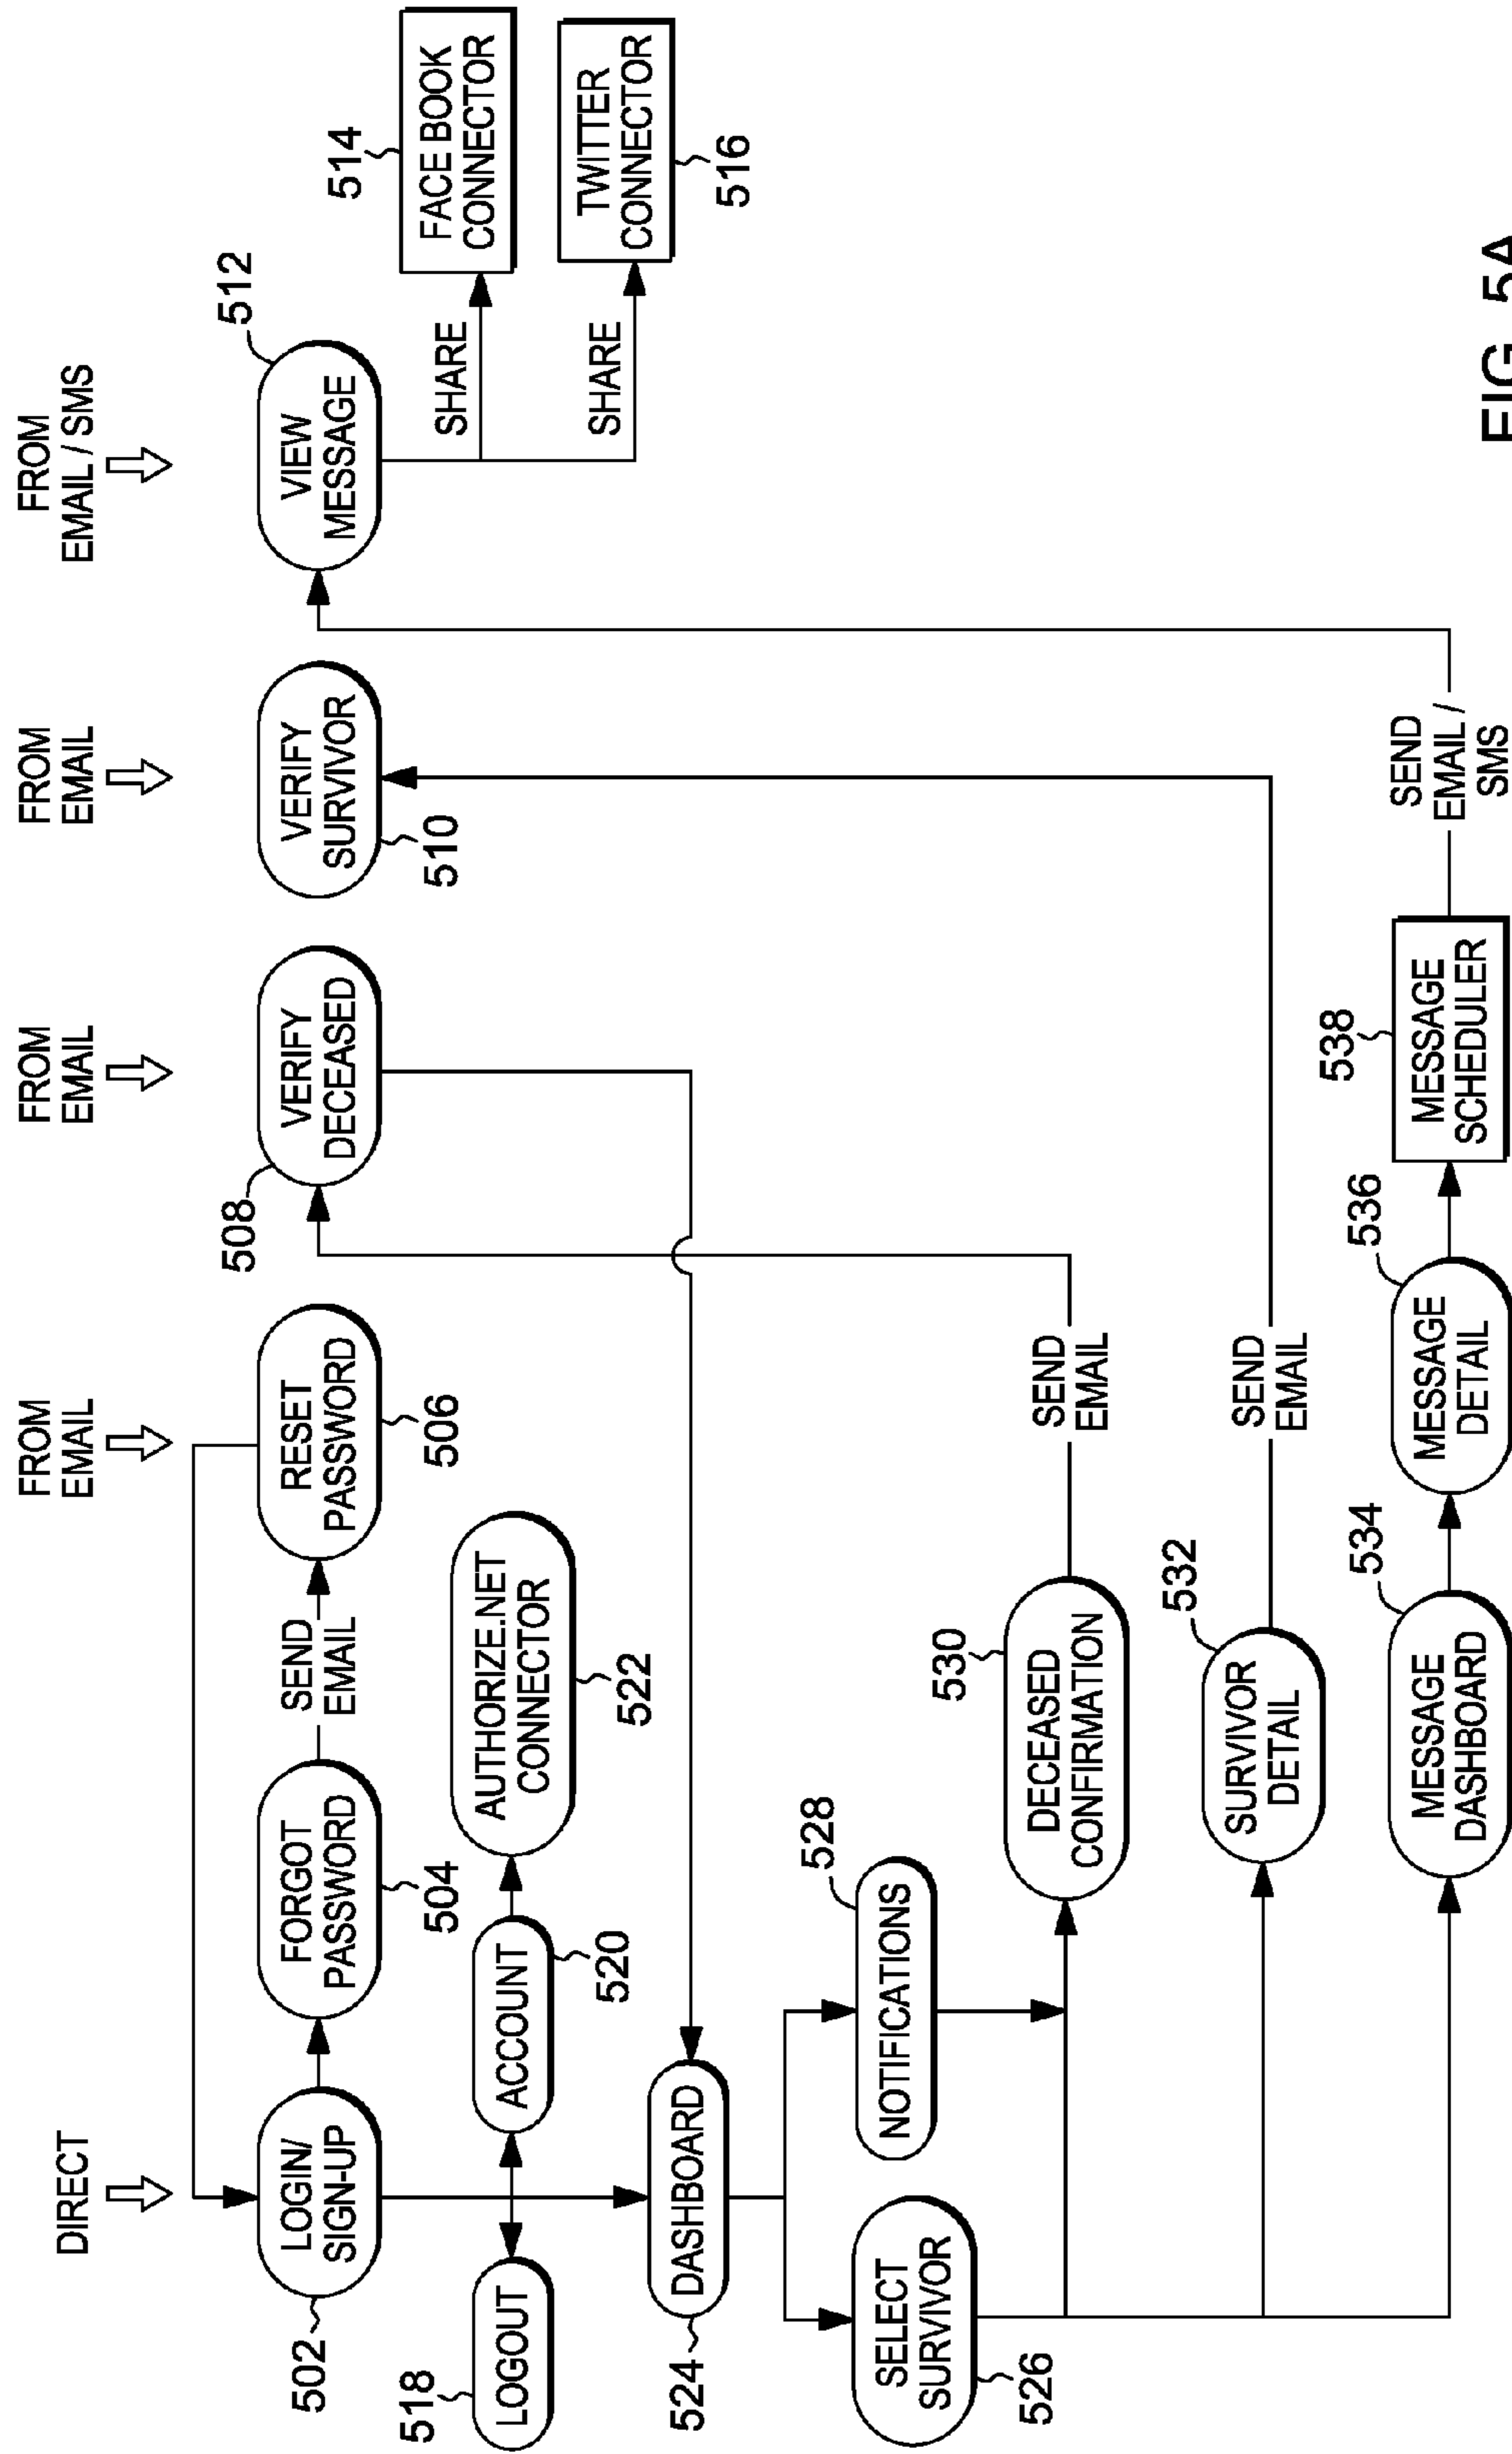 DIRECT
FROM
EMAIL
FROM
EMAIL
FROM
EMAIL
FROM
EMAIL / SMS
LOGIN/
SIGN-UP
502
FORGOT
PASSWORD
504
SEND
EMAIL
RESET
PASSWORD
506
VERIFY
DECEASED
508
VERIFY
SURVIVOR
510
VIEW
MESSAGE
512
SHARE
FACE BOOK
CONNECTOR
514
SHARE
TWITTER
CONNECTOR
516
LOGOUT
518
ACCOUNT
520
AUTHORIZE.NET
CONNECTOR
522
DASHBOARD
524
SELECT
SURVIVOR
526
NOTIFICATIONS
528
DECEASED
CONFIRMATION
530
SEND
EMAIL
SURVIVOR
DETAIL
532
SEND
EMAIL
MESSAGE
DASHBOARD
534
MESSAGE
DETAIL
536
MESSAGE
SCHEDULER
538
SEND
EMAIL /
SMS
FIG. 5A